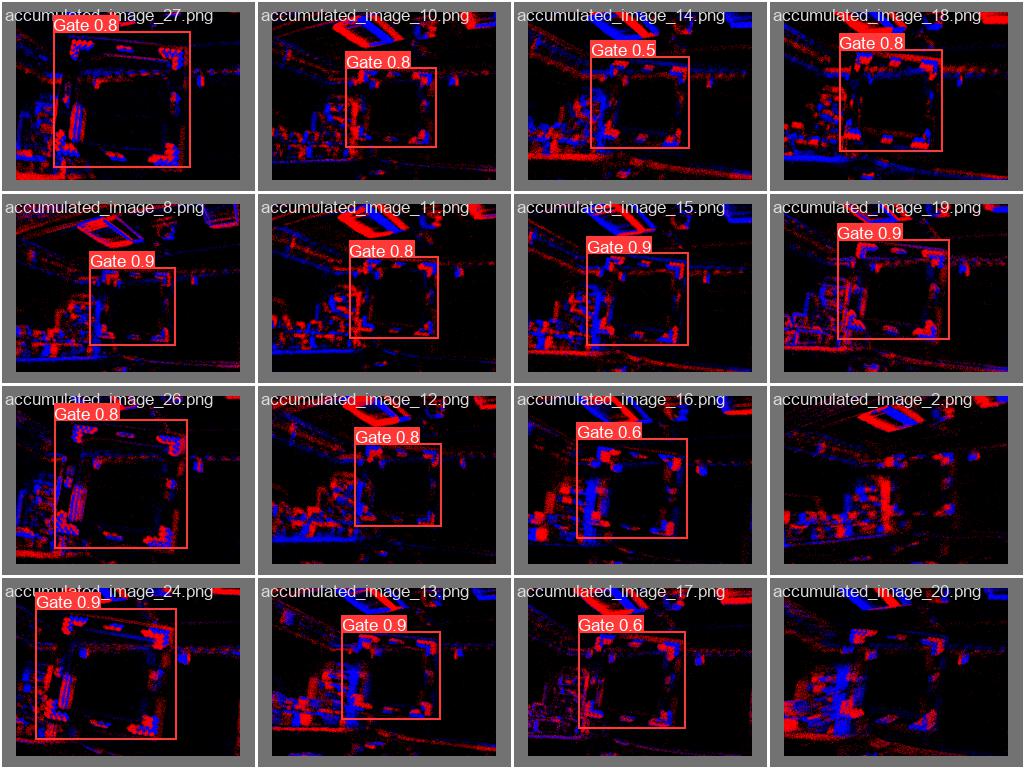 accumulated_image_27.png
Gate 0.8
accumulated_image_10.png
Gate 0.8
accumulated_image_14.png
Gate 0.5
accumulated_image_18.png
Gate 0.8
accumulated_image_8.png
Gate 0.9
accumulated_image_11.png
Gate 0.8
accumulated_image_15.png
Gate 0.9
accumulated_image_19.png
Gate 0.9
accumulated_image_26.png
Gate 0.8
accumulated_image_12.png
Gate 0.8
accumulated_image_16.png
Gate 0.6
accumulated_image_2.png
accumulated_image_24.png
Gate 0.9
accumulated_image_13.png
Gate 0.9
accumulated_image_17.png
Gate 0.6
accumulated_image_20.png